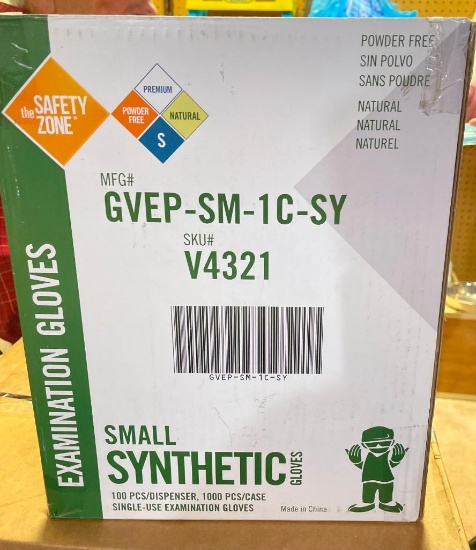 the SAFETY
ZONE™
PREMIUM
POWDER
FREE
NATURAL
S
POWDER FREE
SIN POLVO
SANS POUDRE
NATURAL
NATURAL
NATUREL
MFG#
GVEP-SM-1C-SY
SKU#
V4321
GVEP-SM-1C-SY
EXAMINATION GLOVES
SMALL
SYNTHETIC GLOVES
100 PCS/DISPENSER, 1000 PCS/CASE
SINGLE-USE EXAMINATION GLOVES
Made in China